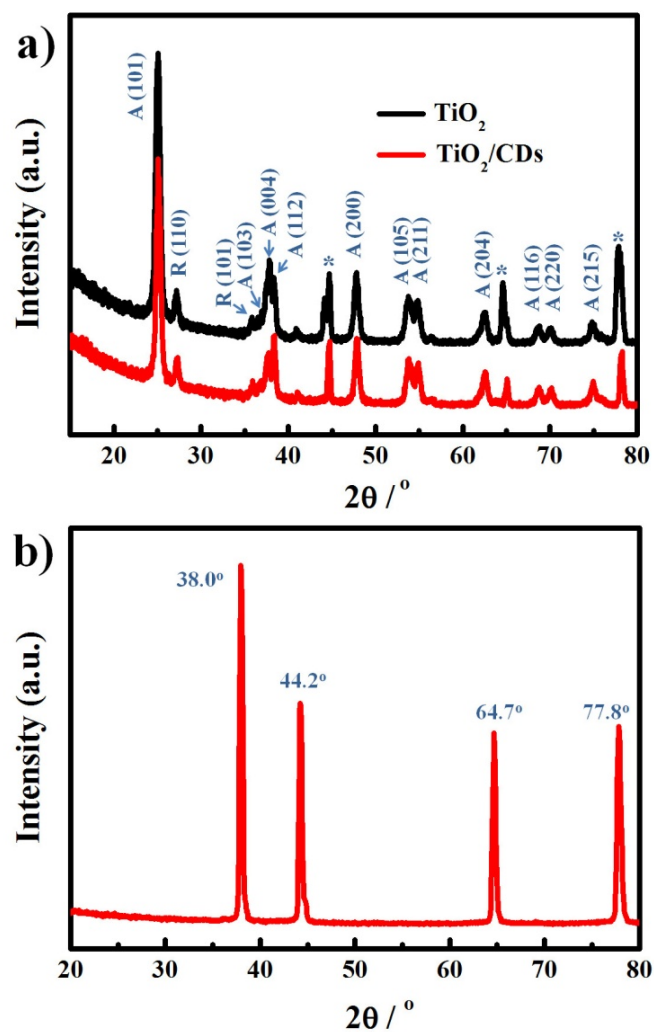 a)
Intensity (a.u.)
A (101)
R (110)
R (101)
A (103)
A (004)
A (112)
*
A (200)
A (105)
A (211)
A (204)
*
A (116)
A (220)
A (215)
*
TiO₂
TiO₂/CDs
20 30 40 50 60 70 80
2θ / °
b)
Intensity (a.u.)
38.0°
44.2°
64.7°
77.8°
20 30 40 50 60 70 80
2θ / °